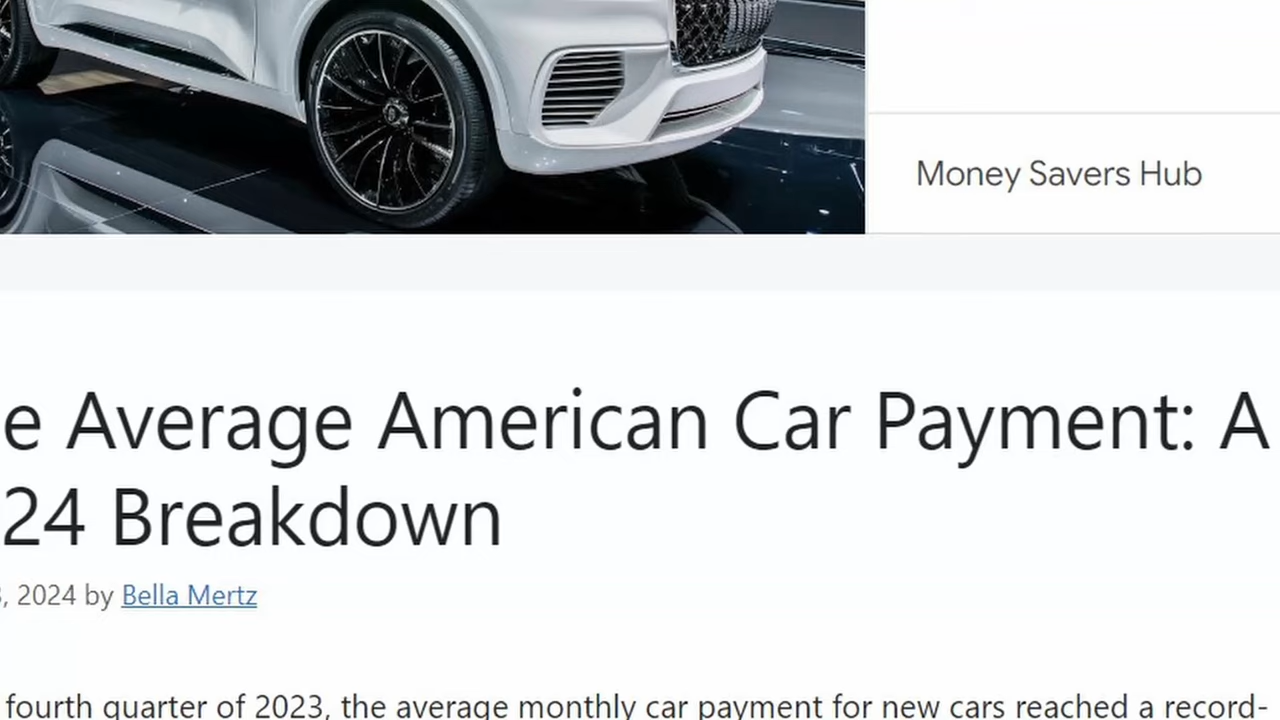 Money Savers Hub
e Average American Car Payment: A
24 Breakdown
, 2024 by Bella Mertz
fourth quarter of 2023, the average monthly car payment for new cars reached a record-